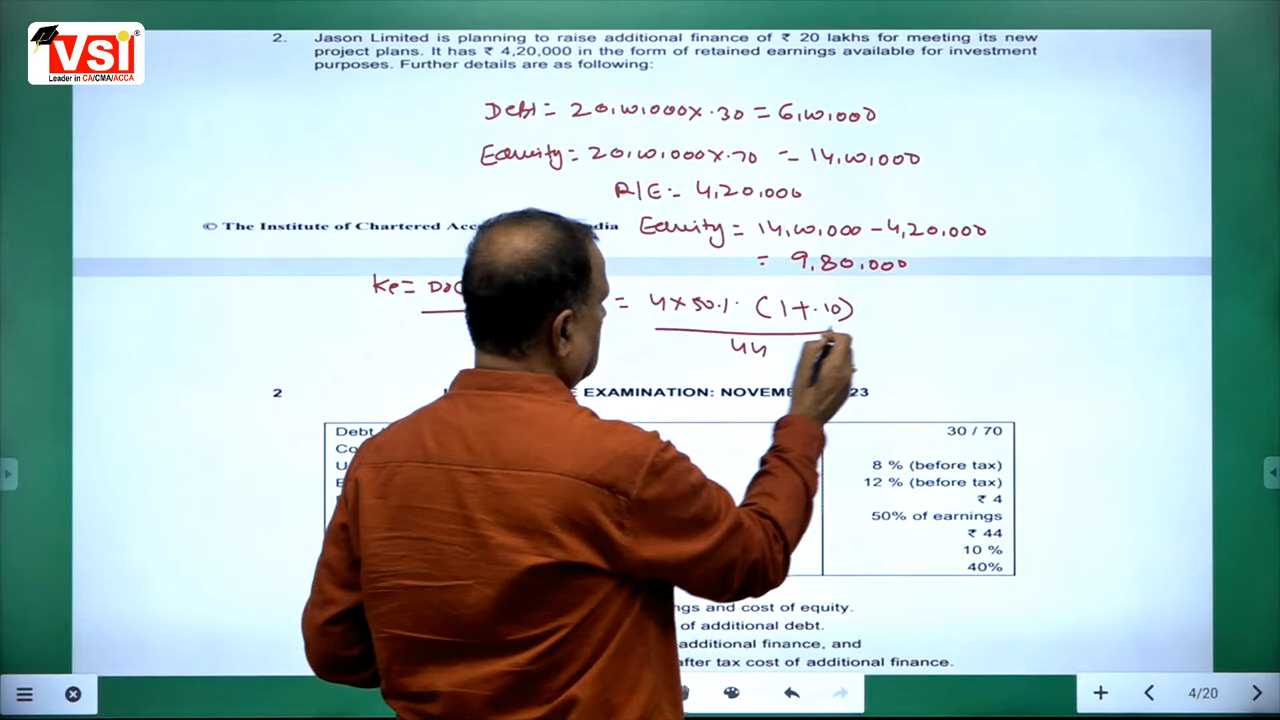 VSI®
Leader in CA/CMA/ACCA
2. Jason Limited is planning to raise additional finance of ₹ 20 lakhs for meeting its new
project plans. It has ₹ 4,20,000 in the form of retained earnings available for investment
purposes. Further details are as following:
Debt = 20,00,000 x .30 = 6,00,000
Equity = 20,00,000 x .70 = 14,00,000
R/E = 4,20,000
© The Institute of Chartered Acc
dia
Equity = 14,00,000 - 4,20,000
= 9,80,000
Ke =
= 4 x 50% (1+.10)
44
2
EXAMINATION: NOVEM
23
Debt
30 / 70
Co
8 % (before tax)
12 % (before tax)
₹ 4
50% of earnings
₹ 44
10 %
40%
ngs and cost of equity.
of additional debt.
additional finance, and
after tax cost of additional finance.
4/20